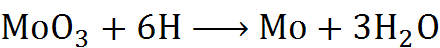 MoO₃ + 6H ⟶ Mo + 3H₂O